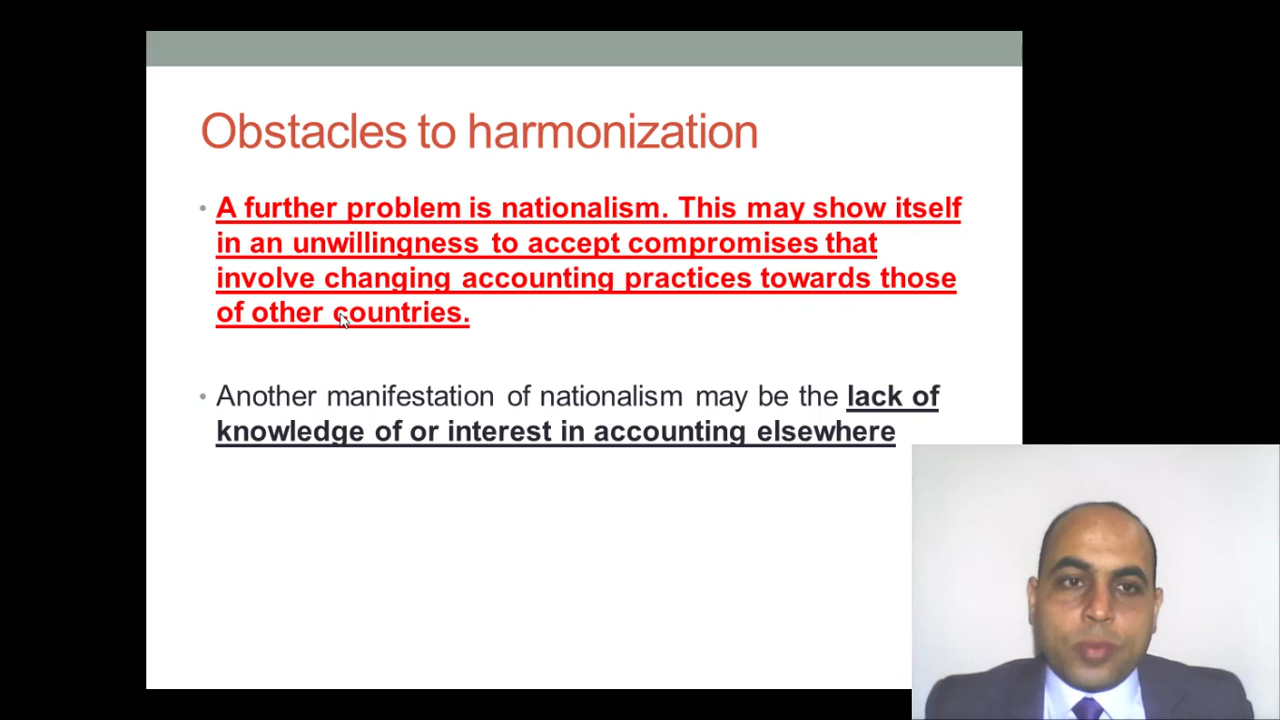 Obstacles to harmonization
• A further problem is nationalism. This may show itself
in an unwillingness to accept compromises that
involve changing accounting practices towards those
of other countries.
• Another manifestation of nationalism may be the lack of
knowledge of or interest in accounting elsewhere